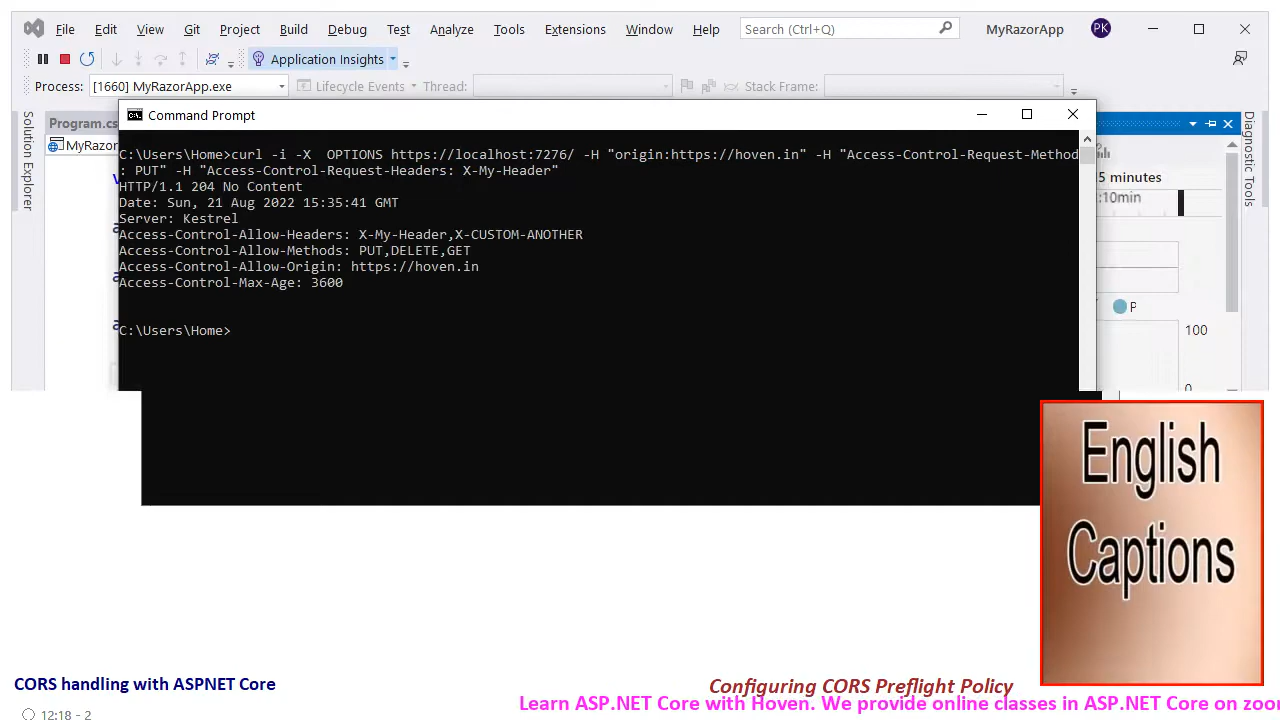 File Edit View Git Project Build Debug Test Analyze Tools Extensions Window Help Search (Ctrl+Q) MyRazorApp PK
Application Insights
Process: [1660] MyRazorApp.exe Lifecycle Events Thread: Stack Frame:
Solution Explorer
Program.cs
MyRazor
Command Prompt
C:\Users\Home>curl -i -X  OPTIONS https://localhost:7276/ -H "origin:https://hoven.in" -H "Access-Control-Request-Method
: PUT" -H "Access-Control-Request-Headers: X-My-Header"
HTTP/1.1 204 No Content
Date: Sun, 21 Aug 2022 15:35:41 GMT
Server: Kestrel
Access-Control-Allow-Headers: X-My-Header,X-CUSTOM-ANOTHER
Access-Control-Allow-Methods: PUT,DELETE,GET
Access-Control-Allow-Origin: https://hoven.in
Access-Control-Max-Age: 3600
C:\Users\Home>
5 minutes
:10min
P
100
0
Diagnostic Tools
English
Captions
CORS handling with ASPNET Core
Configuring CORS Preflight Policy
Learn ASP.NET Core with Hoven. We provide online classes in ASP.NET Core on zoo
12:18 - 2